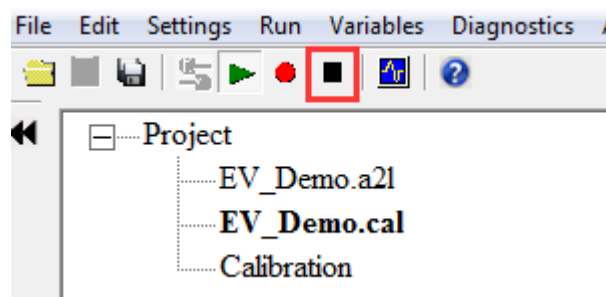 File Edit Settings Run Variables Diagnostics
Project
EV_Demo.a2l
EV_Demo.cal
Calibration